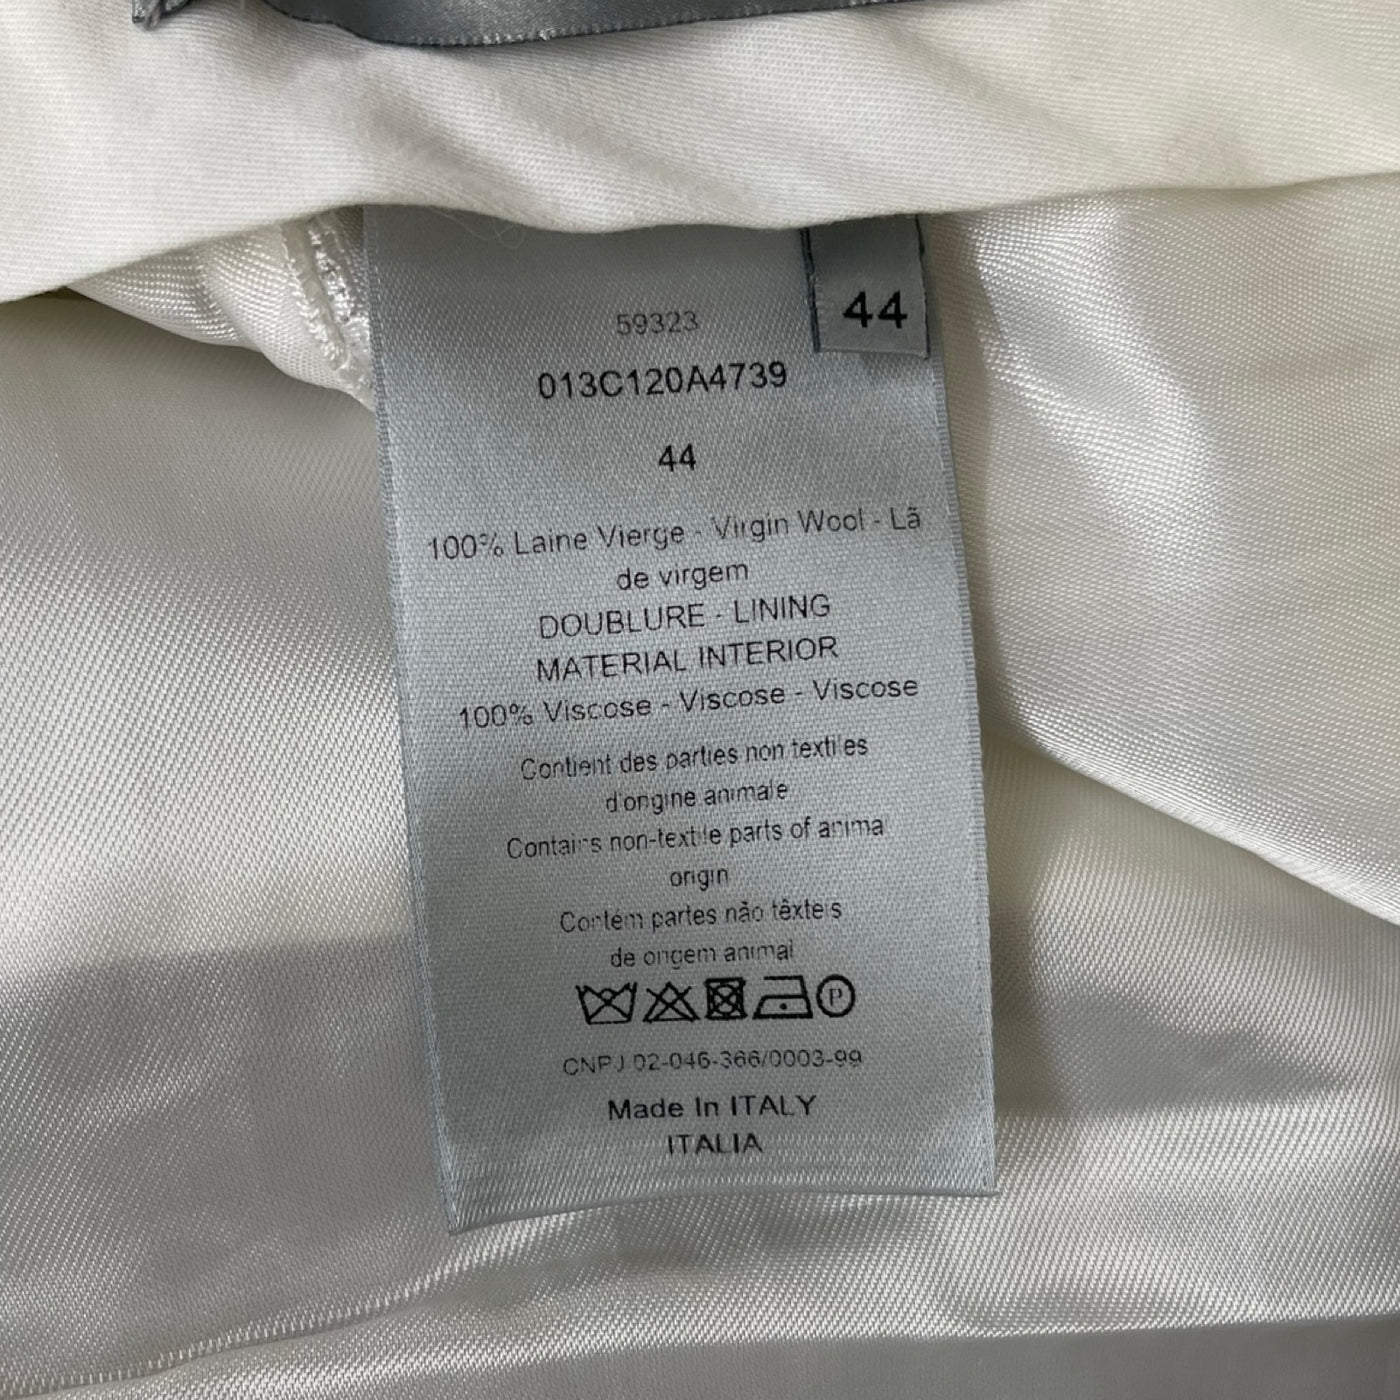 44
59323
013C120A4739
44
100% Laine Vierge - Virgin Wool - Lã
de virgem
DOUBLURE - LINING
MATERIAL INTERIOR
100% Viscose - Viscose - Viscose
Contient des parties non textiles
d'origine animale
Contains non-textile parts of animal
origin
Contém partes não têxteis
de origem animal
P
CNPJ 02-046-366/0003-99
Made In ITALY
ITALIA